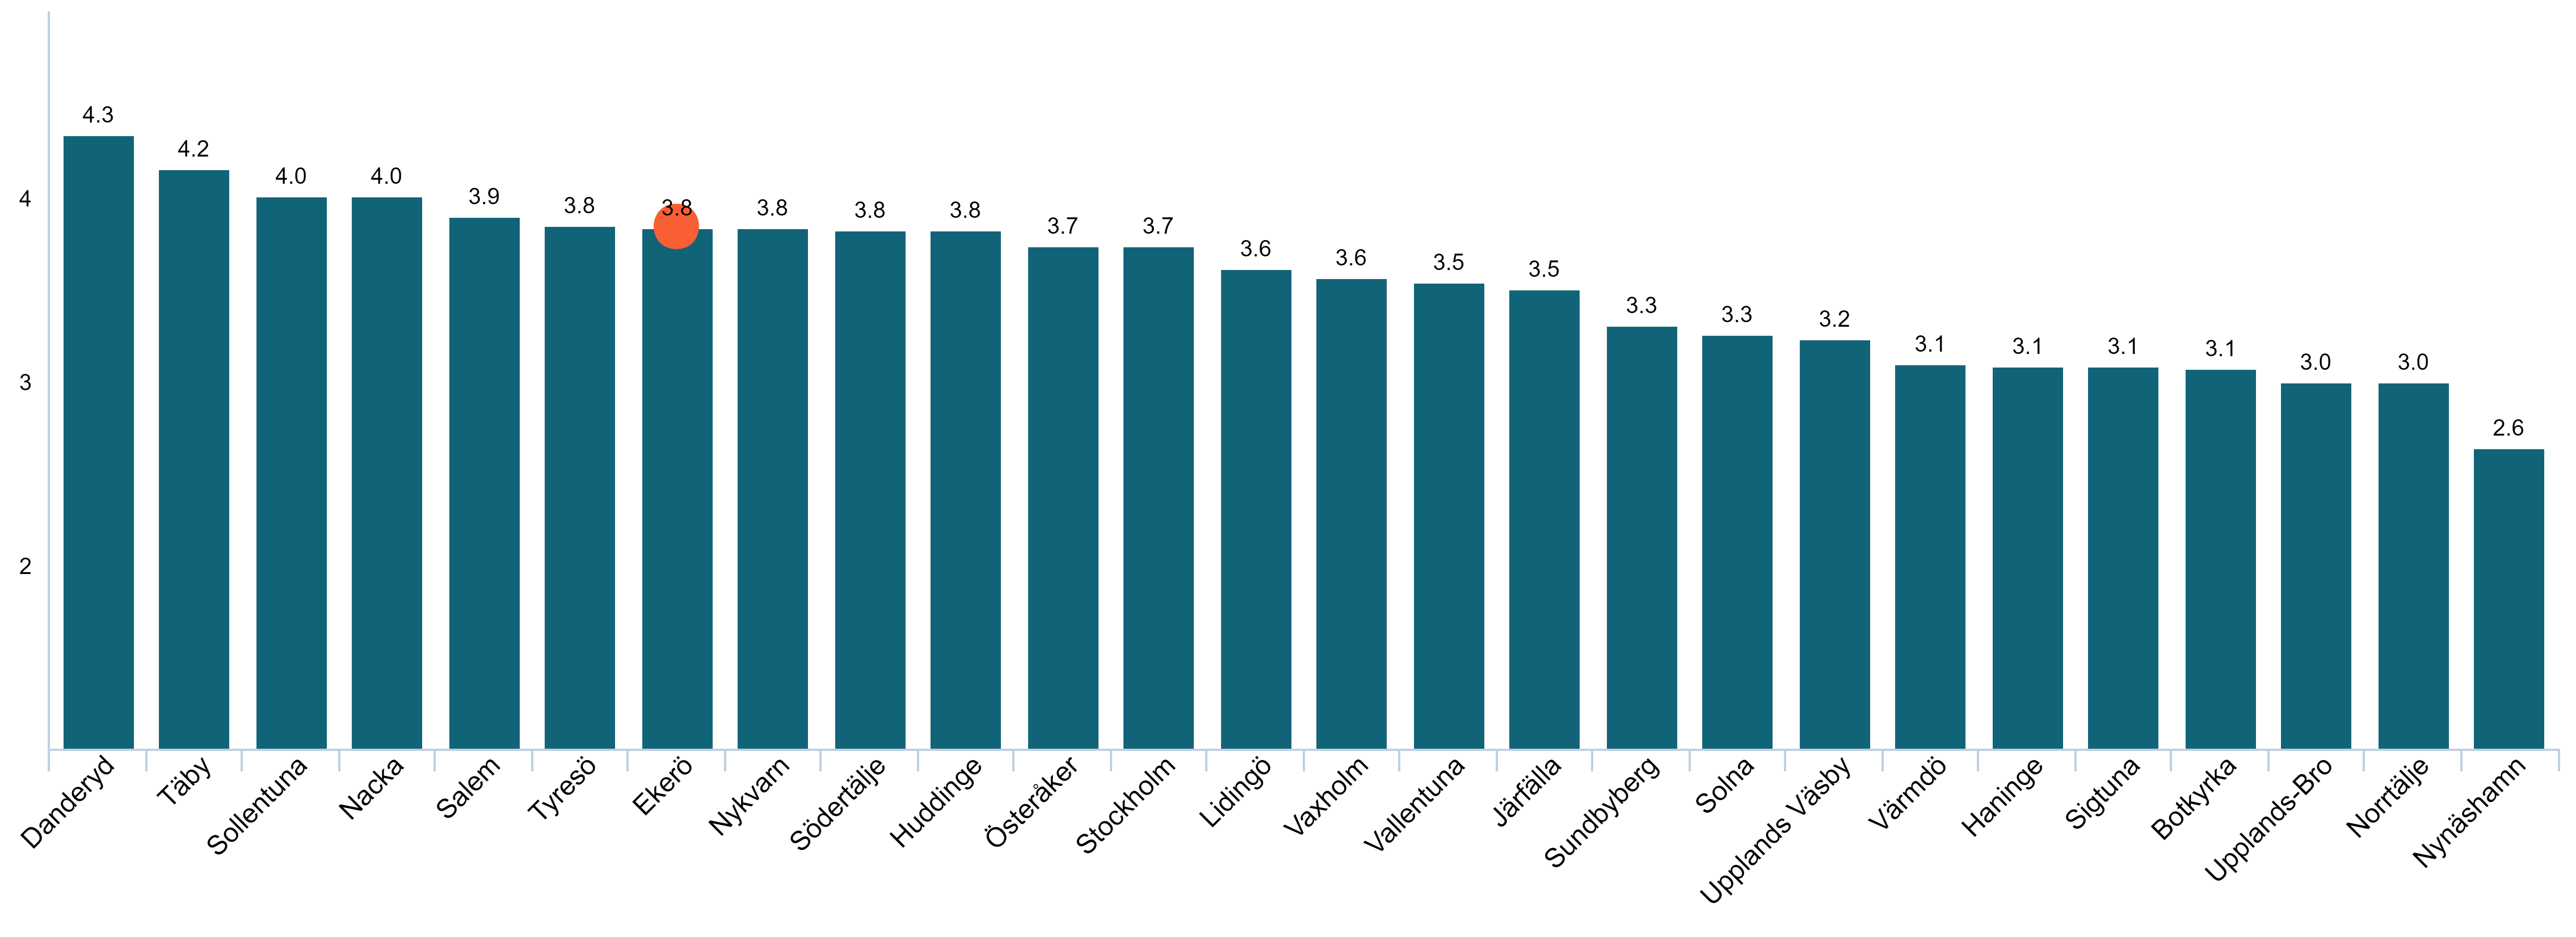 4.3
4.2
4.0
4.0
3.9
3.8
3.8
3.8
3.8
3.8
3.7
3.7
3.6
3.6
3.5
3.5
3.3
3.3
3.2
3.1
3.1
3.1
3.1
3.0
3.0
2.6
4
3
2
Danderyd
Täby
Sollentuna
Nacka
Salem
Tyresö
Ekerö
Nykvarn
Södertälje
Huddinge
Österåker
Stockholm
Lidingö
Vaxholm
Vallentuna
Järfälla
Sundbyberg
Solna
Upplands Väsby
Värmdö
Haninge
Sigtuna
Botkyrka
Upplands-Bro
Norrtälje
Nynäshamn